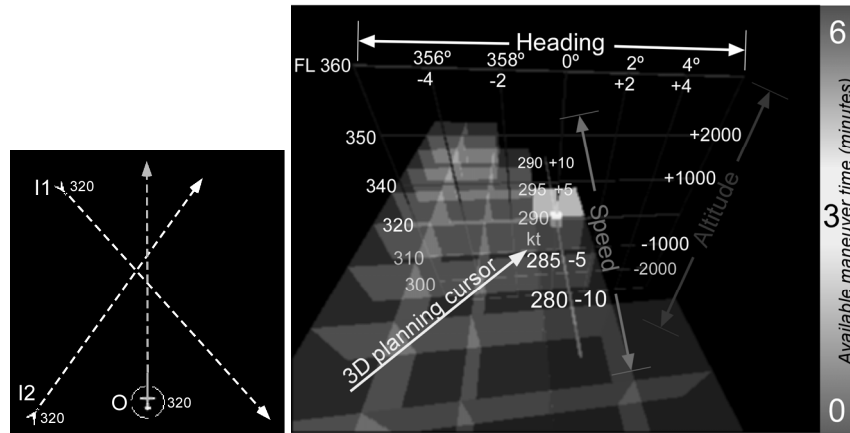 I1 320
I2
320
O 320
Heading
FL 360 356º 358º 0º 2º 4º
-4 -2 +2 +4
350 +2000
290 +10
340 295 +5 +1000
320 290
kt -1000
310 285 -5 -2000
300 280 -10
Speed
Altitude
3D planning cursor
6
3
0
Available maneuver time (minutes)